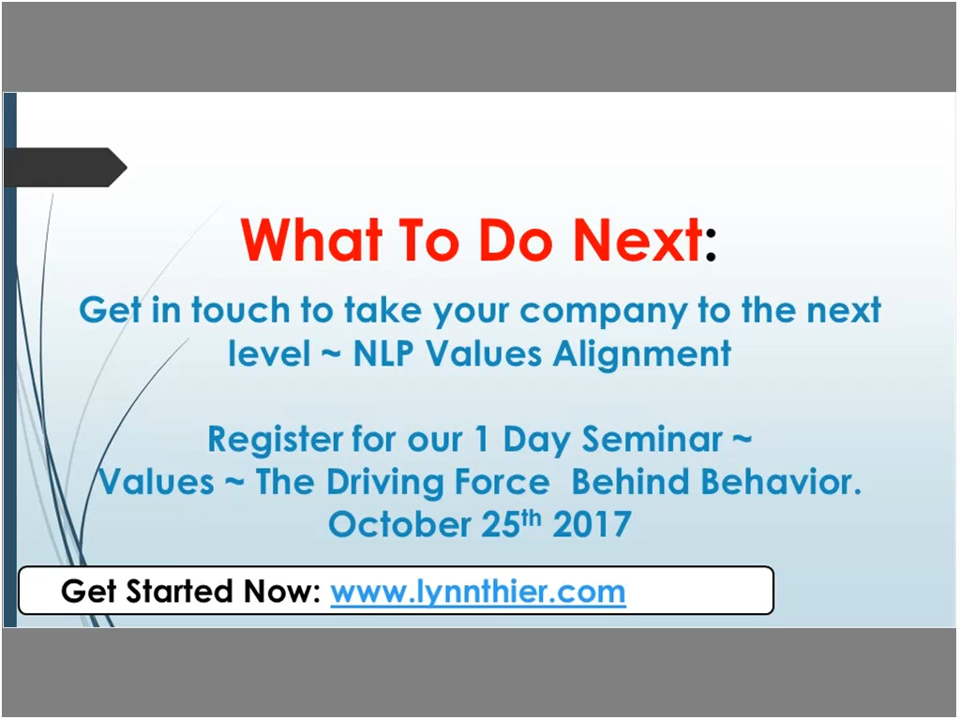 What To Do Next:
Get in touch to take your company to the next
level ~ NLP Values Alignment
Register for our 1 Day Seminar ~
Values ~ The Driving Force  Behind Behavior.
October 25th 2017
Get Started Now: www.lynnthier.com